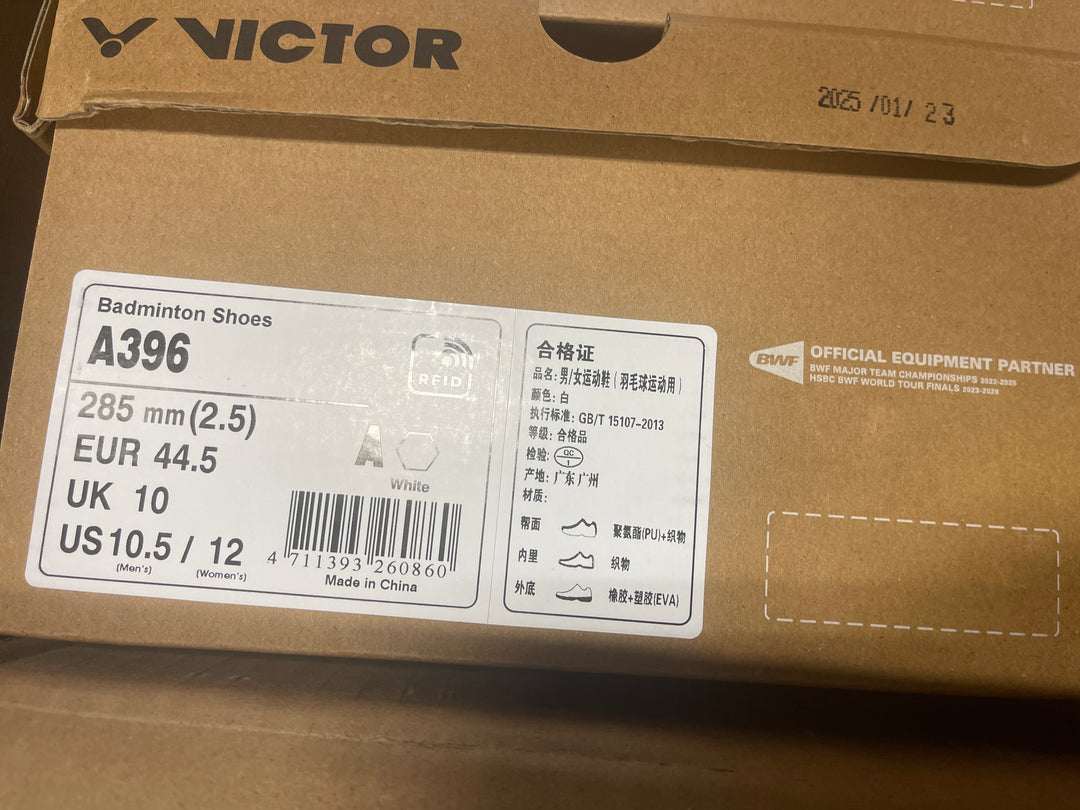 VICTOR
2025 /01/ 23
Badminton Shoes
A396
RFID
285 mm (2.5)
EUR 44.5
UK 10
US 10.5 / 12
(Men's) (Women's)
A
White
4 711393 260860
Made in China
合格证
品名: 男/女运动鞋 ( 羽毛球运动用 )
颜色: 白
执行标准: GB/T 15107-2013
等级: 合格品
检验: QC 1
产地: 广东 广州
材质:
帮面 聚氨酯(PU)+织物
内里 织物
外底 橡胶+塑胶(EVA)
BWF OFFICIAL EQUIPMENT PARTNER
BWF MAJOR TEAM CHAMPIONSHIPS 2022-2025
HSBC BWF WORLD TOUR FINALS 2023-2025